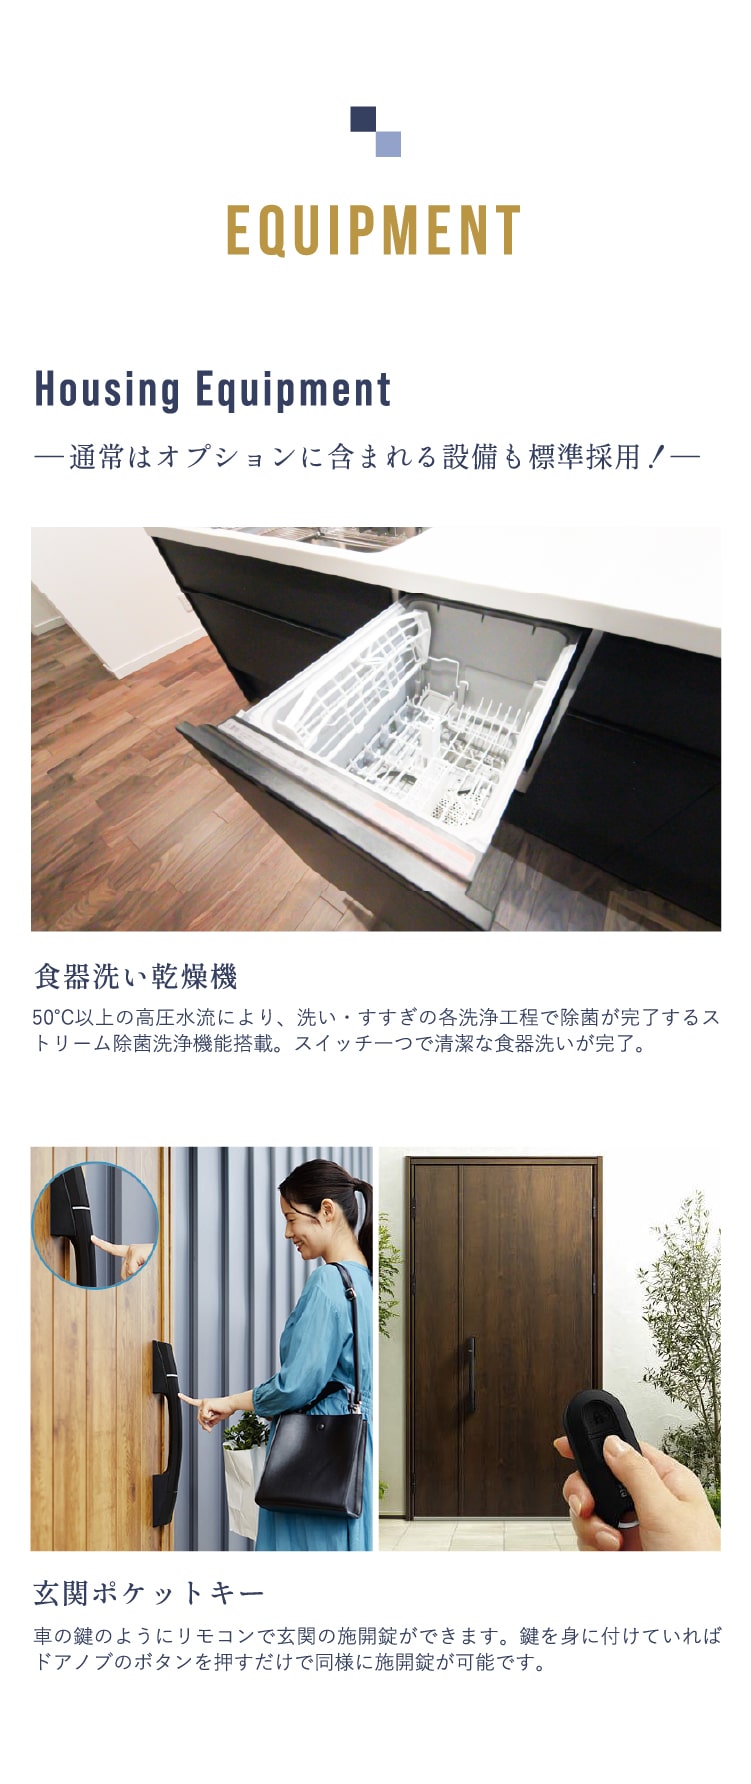 EQUIPMENT
Housing Equipment
―通常はオプションに含まれる設備も標準採用！―
食器洗い乾燥機
50℃以上の高圧水流により、洗い・すすぎの各洗浄工程で除菌が完了するス
トリーム除菌洗浄機能搭載。スイッチ一つで清潔な食器洗いが完了。
玄関ポケットキー
車の鍵のようにリモコンで玄関の施開錠ができます。鍵を身に付けていれば
ドアノブのボタンを押すだけで同様に施開錠が可能です。